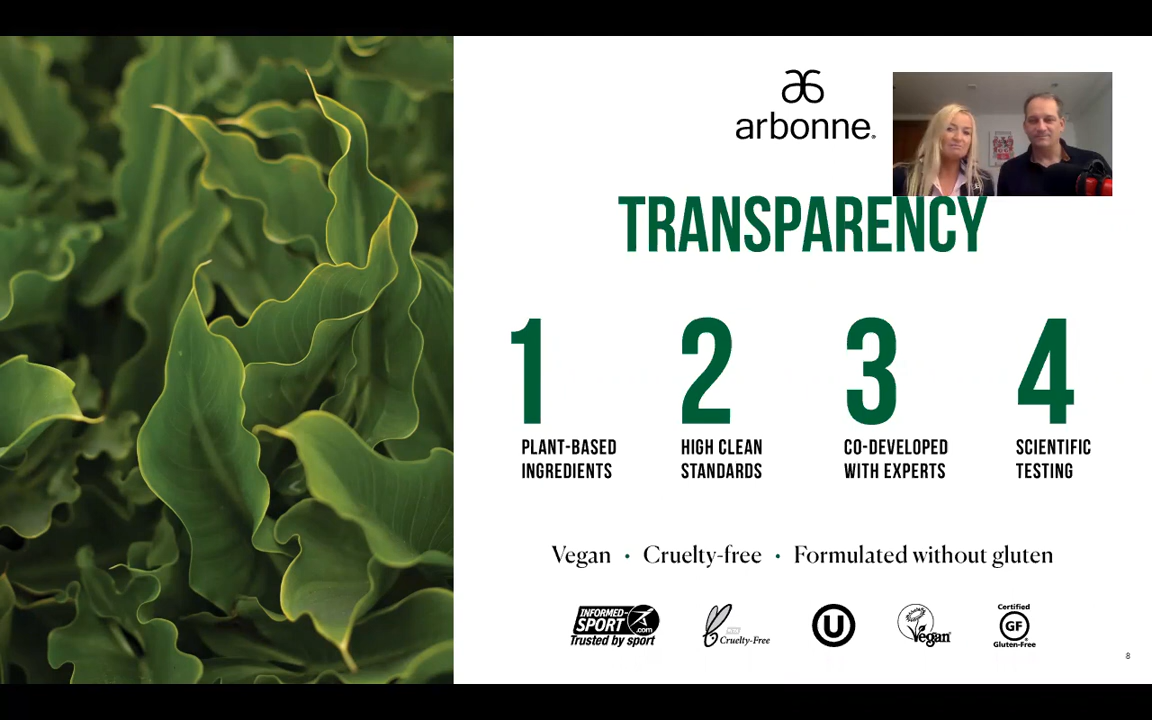 arbonne.
TRANSPARENCY
1
2
3
4
PLANT-BASED
INGREDIENTS
HIGH CLEAN
STANDARDS
CO-DEVELOPED
WITH EXPERTS
SCIENTIFIC
TESTING
Vegan • Cruelty-free • Formulated without gluten
INFORMED-
SPORT
.com
Trusted by sport
Cruelty-Free
U
Vegan
Certified
GF
Gluten-Free
8